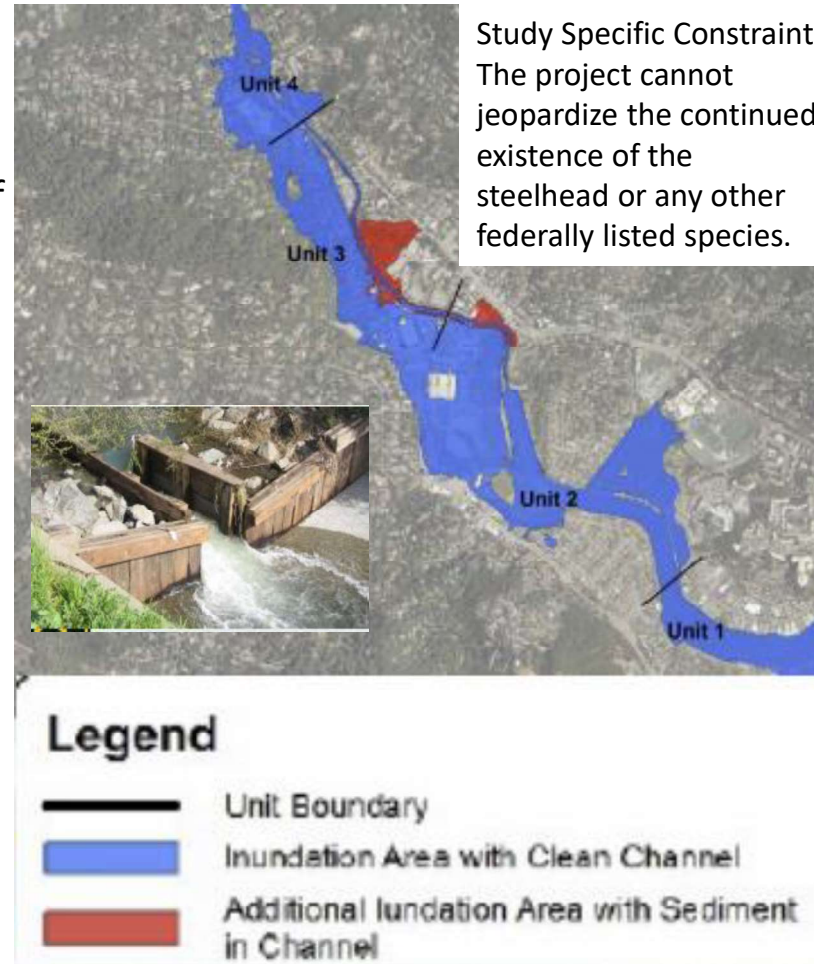 Study Specific Constraint
The project cannot
jeopardize the continued
existence of the
steelhead or any other
federally listed species.
f
Unit 4
Unit 3
Unit 2
Unit 1
Legend
Unit Boundary
Inundation Area with Clean Channel
Additional Iundation Area with Sediment
in Channel